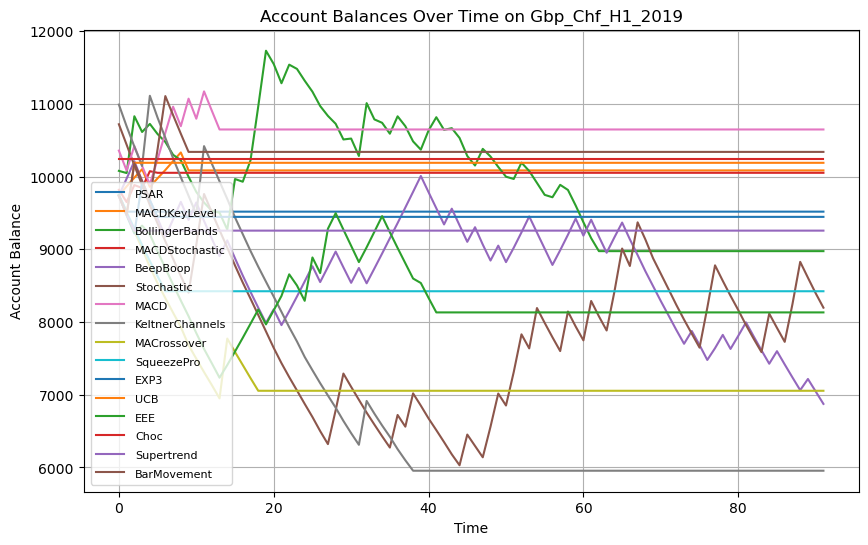 Account Balances Over Time on Gbp_Chf_H1_2019
12000
11000
10000
9000
8000
7000
6000
Account Balance
PSAR
MACDKeyLevel
BollingerBands
MACDStochastic
BeepBoop
Stochastic
MACD
KeltnerChannels
MACrossover
SqueezePro
EXP3
UCB
EEE
Choc
Supertrend
BarMovement
0 20 40 60 80
Time